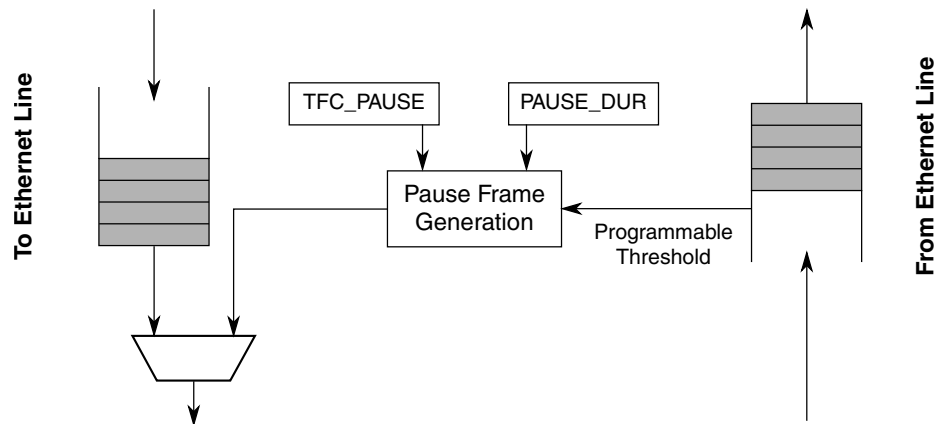 To Ethernet Line
TFC_PAUSE
PAUSE_DUR
Pause Frame
Generation
Programmable
Threshold
From Ethernet Line